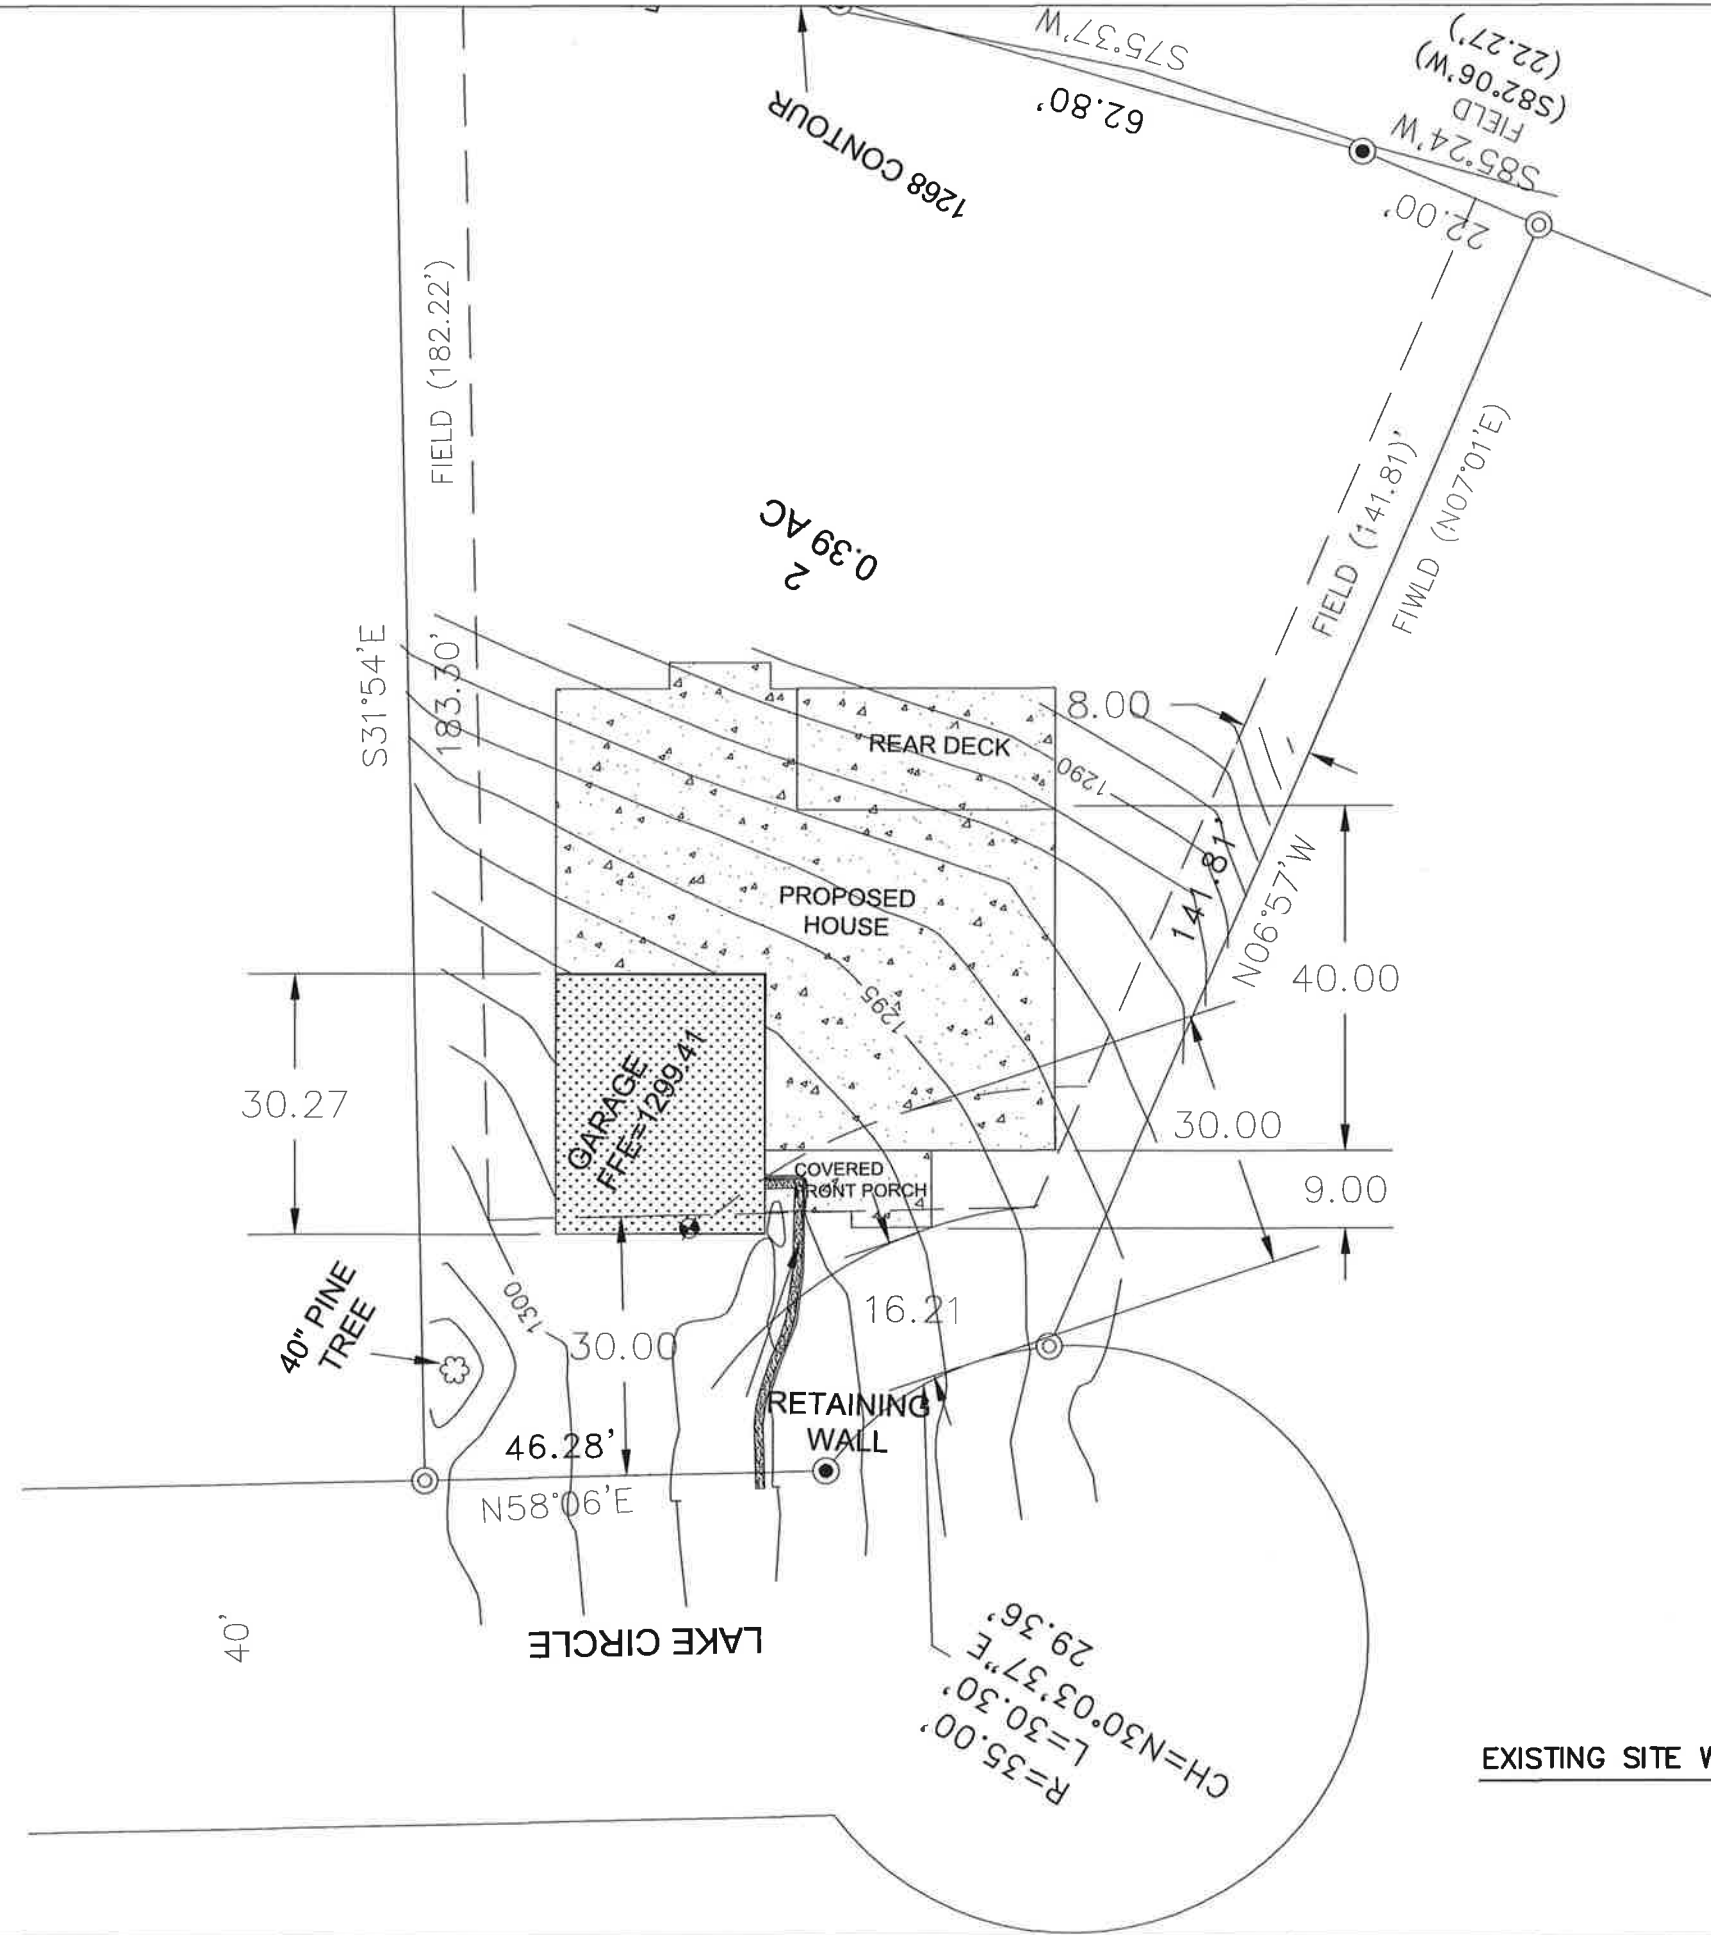 S75°37'W
62.80'
(22.27')
(S82°06'W)
FIELD
S85°24'W
22.00'
1268 CONTOUR
FIELD (182.22')
S31°54'E
183.30'
2
0.39 AC
FIELD (141.81)'
FIWLD (N07°01'E)
8.00
REAR DECK
1290
141.81'
N06°57'W
PROPOSED
HOUSE
40.00
1295
30.27
GARAGE
FFE=1299.41
30.00
COVERED
FRONT PORCH
9.00
40" PINE
TREE
1300
30.00
16.21
RETAINING
WALL
46.28'
N58°06'E
40'
LAKE CIRCLE
R=35.00'
L=30.30'
CH=N30°03'37"E
29.36'
EXISTING SITE